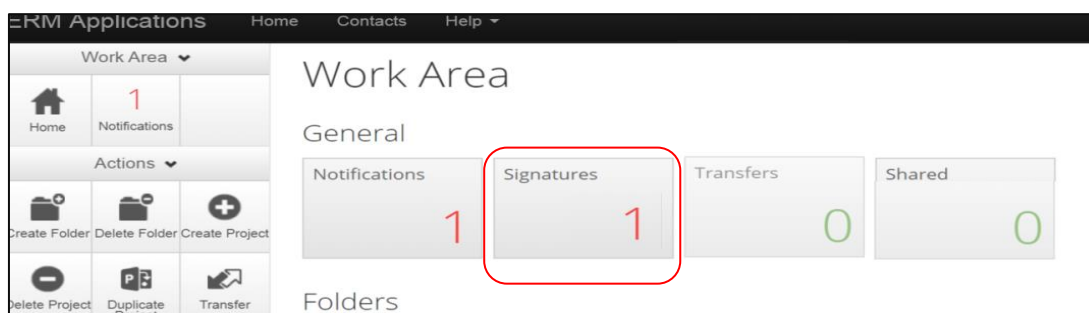 ERM Applications Home Contacts Help
Work Area
1
Home Notifications
Actions
Create Folder Delete Folder Create Project
Delete Project Duplicate Project Transfer
Work Area
General
Notifications Signatures Transfers Shared
1 1 0 0
Folders